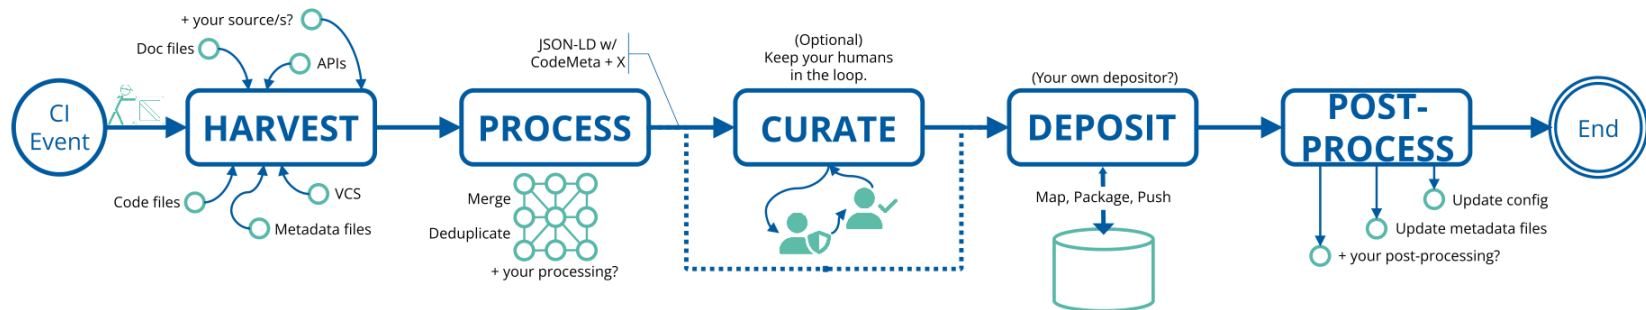 CI
Event
+ your source/s?
Doc files
APIs
HARVEST
Code files
VCS
Metadata files
PROCESS
Merge
Deduplicate
+ your processing?
JSON-LD w/
CodeMeta + X
(Optional)
Keep your humans
in the loop.
CURATE
(Your own depositor?)
DEPOSIT
Map, Package, Push
POST-
PROCESS
Update config
Update metadata files
+ your post-processing?
End